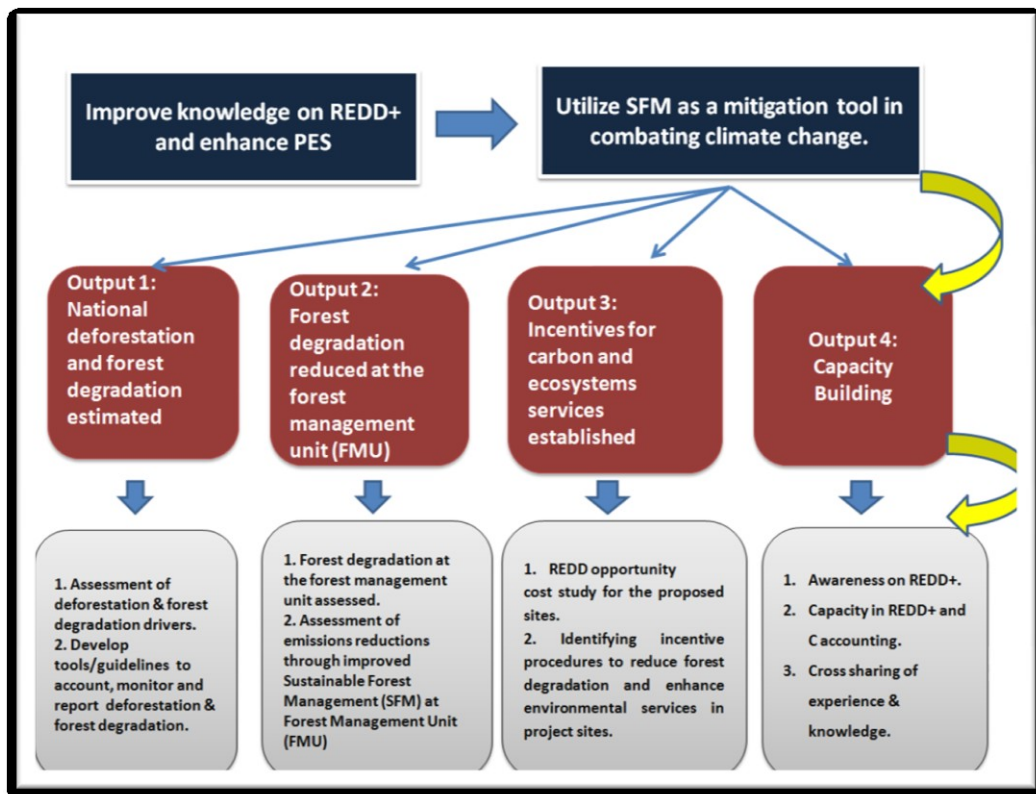 Improve knowledge on REDD+
and enhance PES
Utilize SFM as a mitigation tool in
combating climate change.
Output 1:
National
deforestation
and forest
degradation
estimated
Output 2:
Forest
degradation
reduced at the
forest
management
unit (FMU)
Output 3:
Incentives for
carbon and
ecosystems
services
established
Output 4:
Capacity
Building
1. Assessment of
deforestation & forest
degradation drivers.
2. Develop
tools/guidelines to
account, monitor and
report deforestation &
forest degradation.
1. Forest degradation at
the forest management
unit assessed.
2. Assessment of
emissions reductions
through improved
Sustainable Forest
Management (SFM) at
Forest Management Unit
(FMU)
1. REDD opportunity
cost study for the proposed
sites.
2. Identifying incentive
procedures to reduce forest
degradation and enhance
environmental services in
project sites.
1. Awareness on REDD+.
2. Capacity in REDD+ and
C accounting.
3. Cross sharing of
experience &
knowledge.